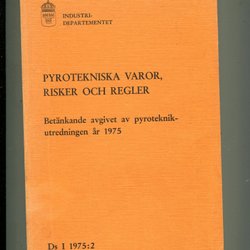 INDUSTRI-
DEPARTEMENTET
PYROTEKNISKA VAROR,
RISKER OCH REGLER
Betänkande avgivet av pyroteknik-
utredningen år 1975
Ds I 1975:2